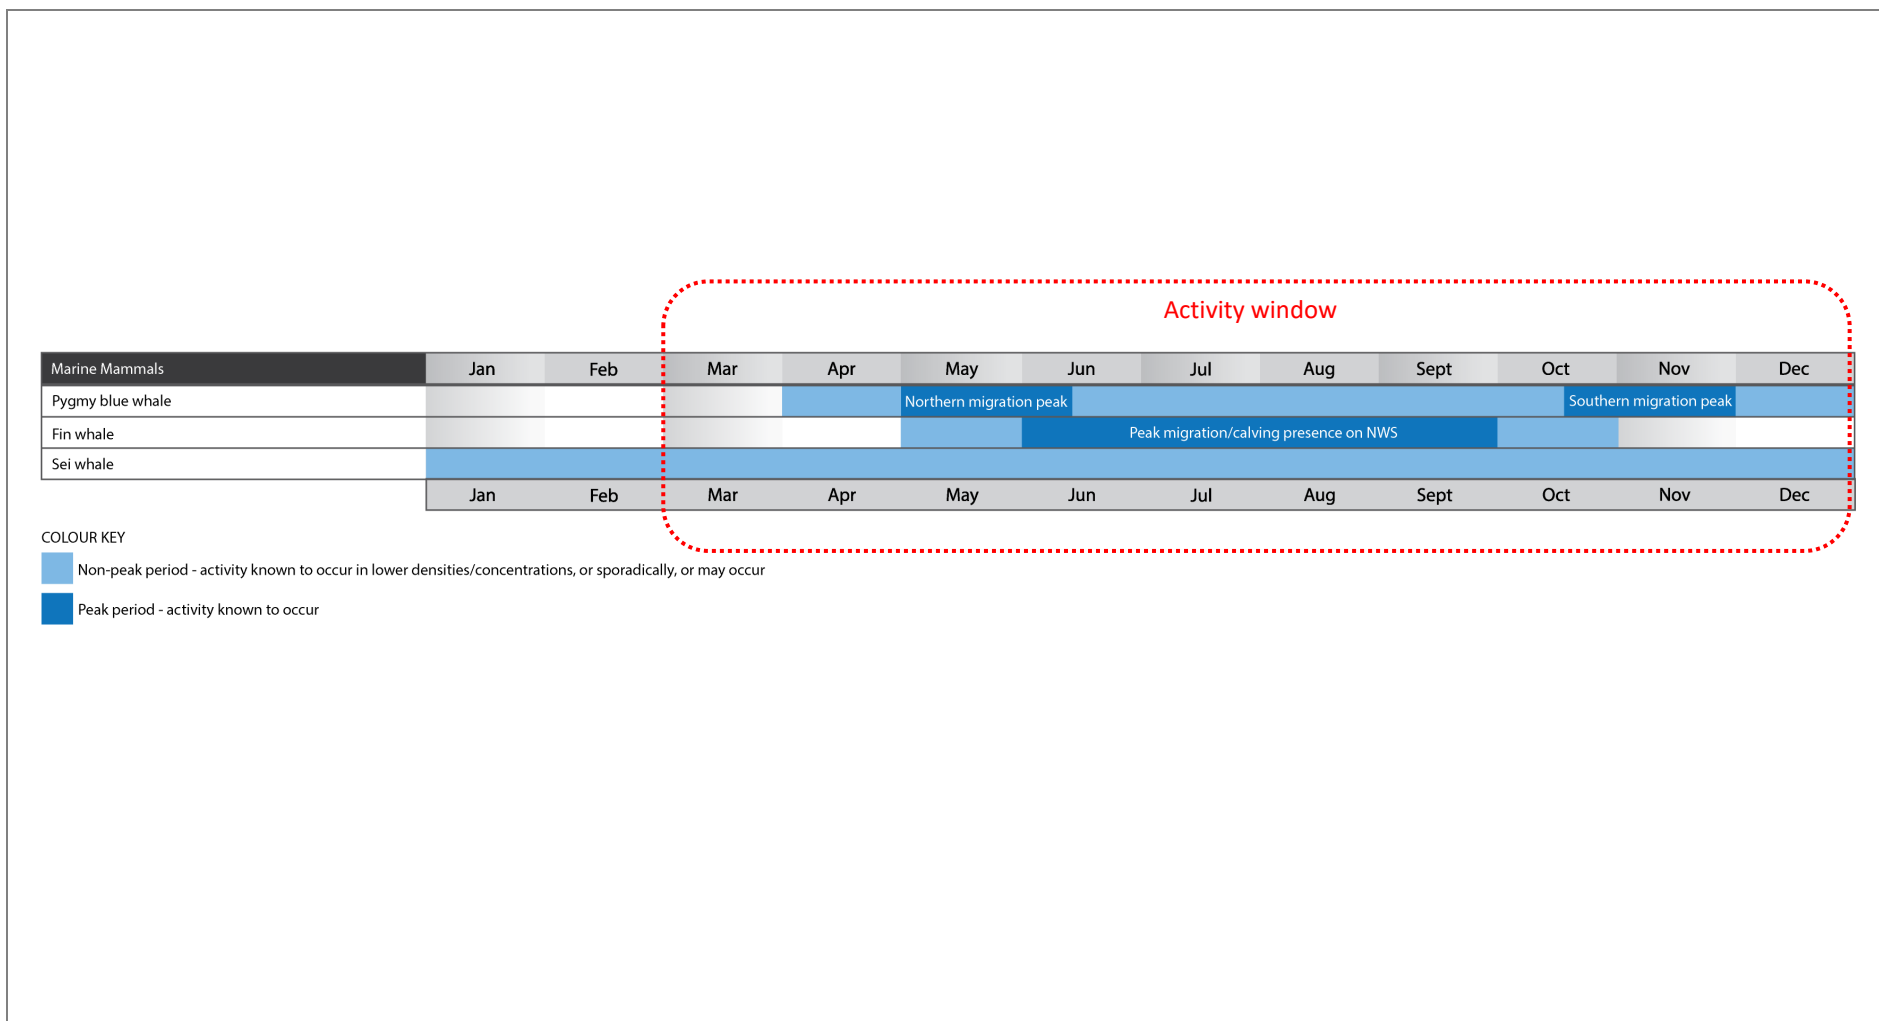 Activity window
Marine Mammals Jan Feb Mar Apr May Jun Jul Aug Sept Oct Nov Dec
Pygmy blue whale Northern migration peak Southern migration peak
Fin whale Peak migration/calving presence on NWS
Sei whale
Jan Feb Mar Apr May Jun Jul Aug Sept Oct Nov Dec
COLOUR KEY
Non-peak period - activity known to occur in lower densities/concentrations, or sporadically, or may occur
Peak period - activity known to occur